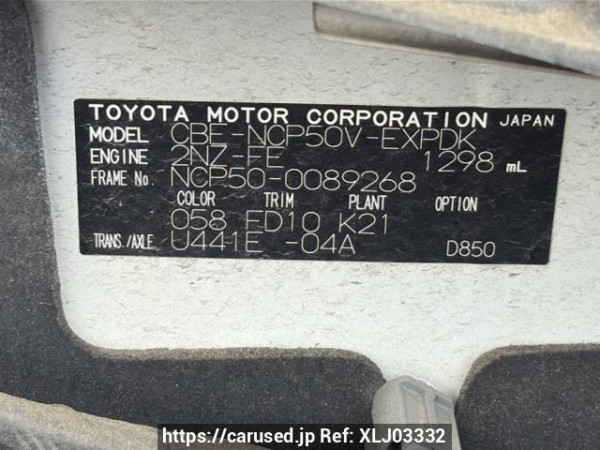 TOYOTA MOTOR CORPORATION JAPAN
MODEL CBE-NCP50V-EXPDK
ENGINE 2NZ-FE 1298 mL
FRAME No. NCP50-0089268
COLOR TRIM PLANT OPTION
058 FD10 K21
TRANS./AXLE U441E -04A D850
https://carused.jp Ref: XLJ03332